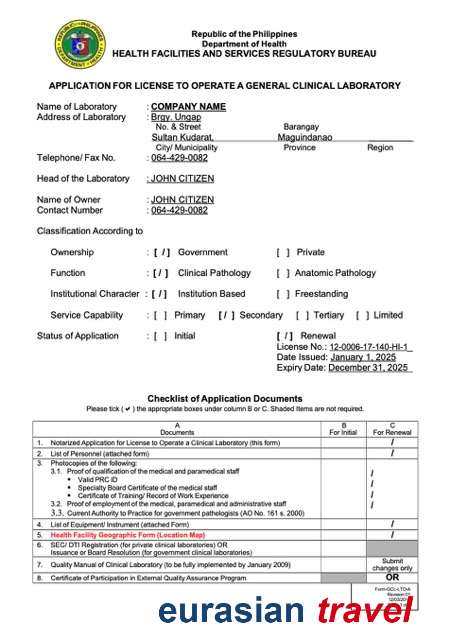 Republic of the Philippines
Department of Health
HEALTH FACILITIES AND SERVICES REGULATORY BUREAU
APPLICATION FOR LICENSE TO OPERATE A GENERAL CLINICAL LABORATORY
Name of Laboratory : COMPANY NAME
Address of Laboratory : Brgy. Ungap
No. & Street Barangay
Sultan Kudarat, Maguindanao
City/ Municipality Province Region
Telephone/ Fax No. : 064-429-0082
Head of the Laboratory : JOHN CITIZEN
Name of Owner : JOHN CITIZEN
Contact Number : 064-429-0082
Classification According to
Ownership : [ / ] Government [ ] Private
Function : [ / ] Clinical Pathology [ ] Anatomic Pathology
Institutional Character : [ / ] Institution Based [ ] Freestanding
Service Capability : [ ] Primary [ / ] Secondary [ ] Tertiary [ ] Limited
Status of Application : [ ] Initial [ / ] Renewal
License No.: 12-0006-17-140-HI-1
Date Issued: January 1, 2025
Expiry Date: December 31, 2025
Checklist of Application Documents
Please tick ( ✔ ) the appropriate boxes under column B or C. Shaded Items are not required.
A B C
Documents For Initial For Renewal
1. Notarized Application for License to Operate a Clinical Laboratory (this form) /
2. List of Personnel (attached form) /
3. Photocopies of the following:
3.1. Proof of qualification of the medical and paramedical staff /
• Valid PRC ID
• Specialty Board Certificate of the medical staff /
• Certificate of Training/ Record of Work Experience /
3.2. Proof of employment of the medical, paramedical and administrative staff /
3.3. Current Authority to Practice for government pathologists (AO No. 161 s. 2000)
4. List of Equipment/ Instrument (attached Form) /
5. Health Facility Geographic Form (Location Map) /
6. SEC/ DTI Registration (for private clinical laboratories) OR
Issuance or Board Resolution (for government clinical laboratories)
7. Quality Manual of Clinical Laboratory (to be fully implemented by January 2009) Submit changes only
8. Certificate of Participation in External Quality Assurance Program OR
Form-GCL-LTO-A
eurasian travel